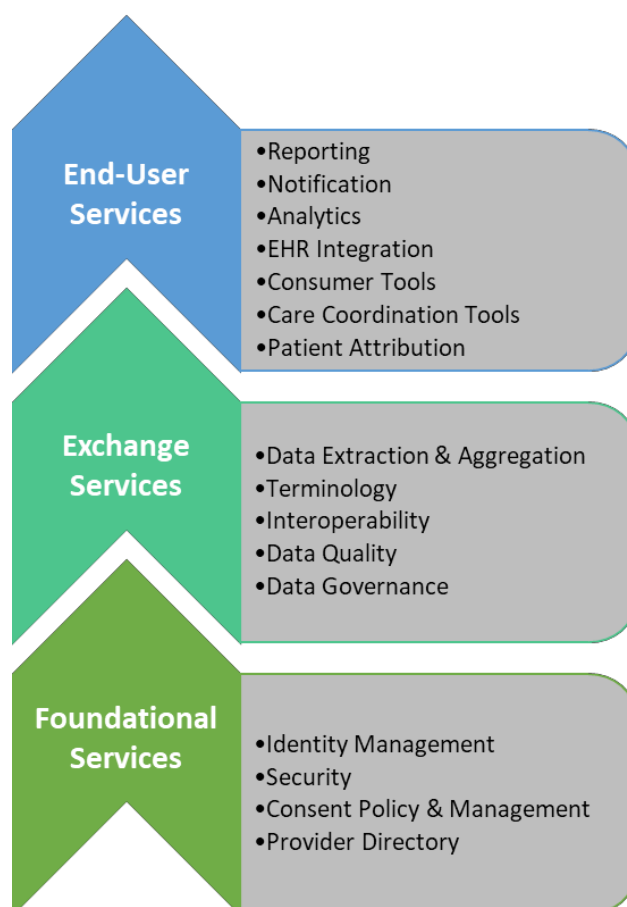 End-User
Services
•Reporting
•Notification
•Analytics
•EHR Integration
•Consumer Tools
•Care Coordination Tools
•Patient Attribution
Exchange
Services
•Data Extraction & Aggregation
•Terminology
•Interoperability
•Data Quality
•Data Governance
Foundational
Services
•Identity Management
•Security
•Consent Policy & Management
•Provider Directory